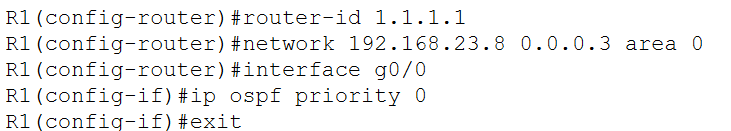 R1(config-router)#router-id 1.1.1.1
R1(config-router)#network 192.168.23.8 0.0.0.3 area 0
R1(config-router)#interface g0/0
R1(config-if)#ip ospf priority 0
R1(config-if)#exit